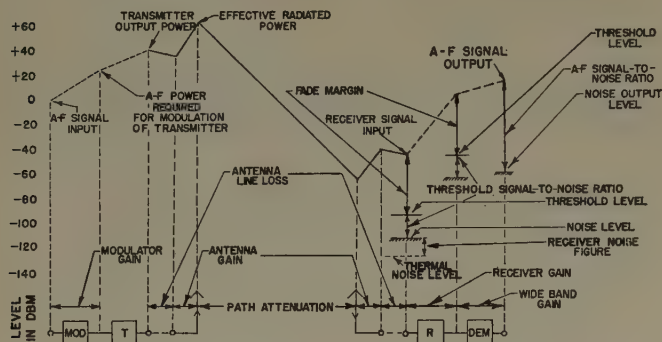 +60
+40
+20
0
-20
-40
-60
-80
-100
-120
-140
LEVEL
IN DBM
TRANSMITTER
OUTPUT POWER
EFFECTIVE RADIATED
POWER
A-F SIGNAL
INPUT
A-F POWER
REQUIRED
FOR MODULATION
OF TRANSMITTER
FADE MARGIN
RECEIVER SIGNAL
INPUT
A-F SIGNAL
OUTPUT
THRESHOLD
LEVEL
A-F SIGNAL-TO-
NOISE RATIO
NOISE OUTPUT
LEVEL
ANTENNA
LINE LOSS
THRESHOLD SIGNAL-TO-NOISE RATIO
THRESHOLD LEVEL
NOISE LEVEL
RECEIVER NOISE
FIGURE
THERMAL
NOISE LEVEL
MODULATOR
GAIN
ANTENNA
GAIN
RECEIVER GAIN
PATH ATTENUATION
WIDE BAND
GAIN
MOD
T
R
DEM